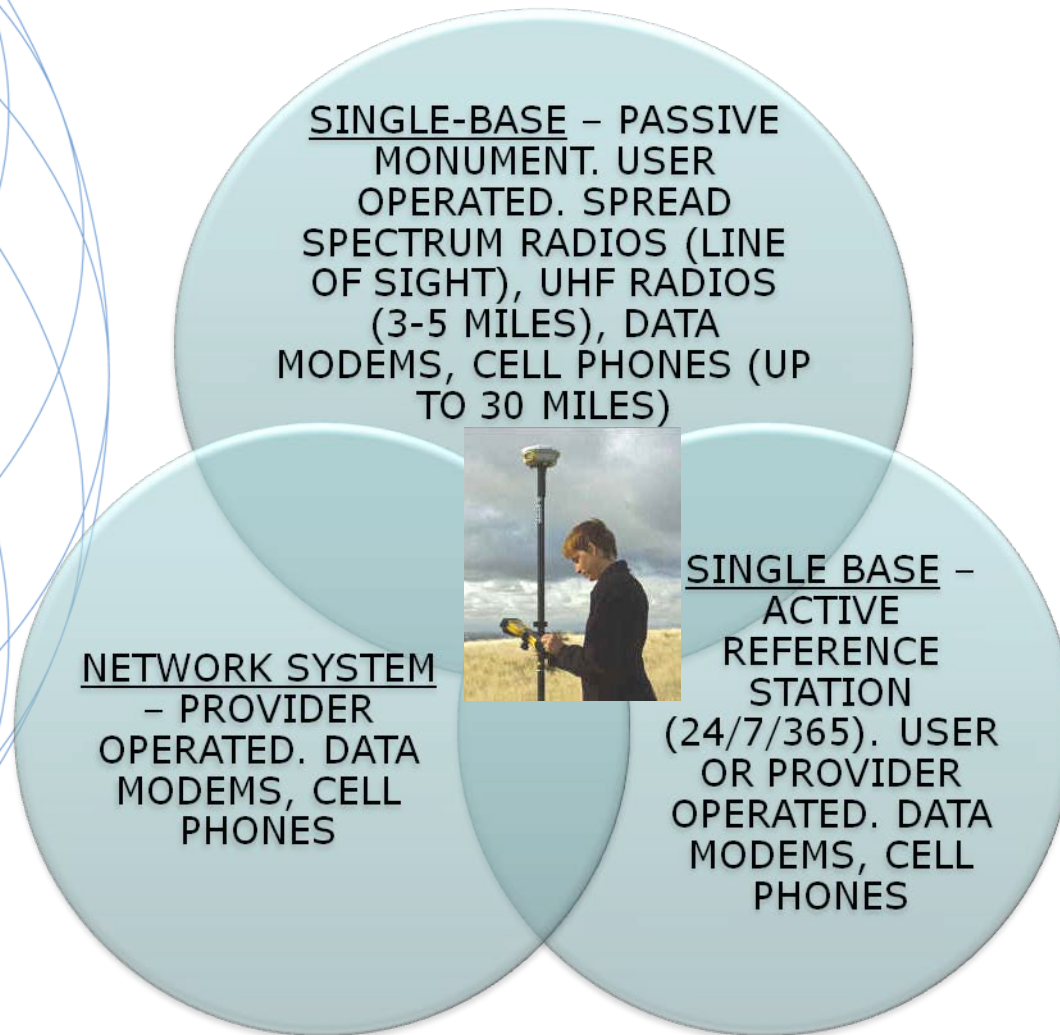 SINGLE-BASE – PASSIVE
MONUMENT. USER
OPERATED. SPREAD
SPECTRUM RADIOS (LINE
OF SIGHT), UHF RADIOS
(3-5 MILES), DATA
MODEMS, CELL PHONES (UP
TO 30 MILES)
NETWORK SYSTEM
– PROVIDER
OPERATED. DATA
MODEMS, CELL
PHONES
SINGLE BASE –
ACTIVE
REFERENCE
STATION
(24/7/365). USER
OR PROVIDER
OPERATED. DATA
MODEMS, CELL
PHONES